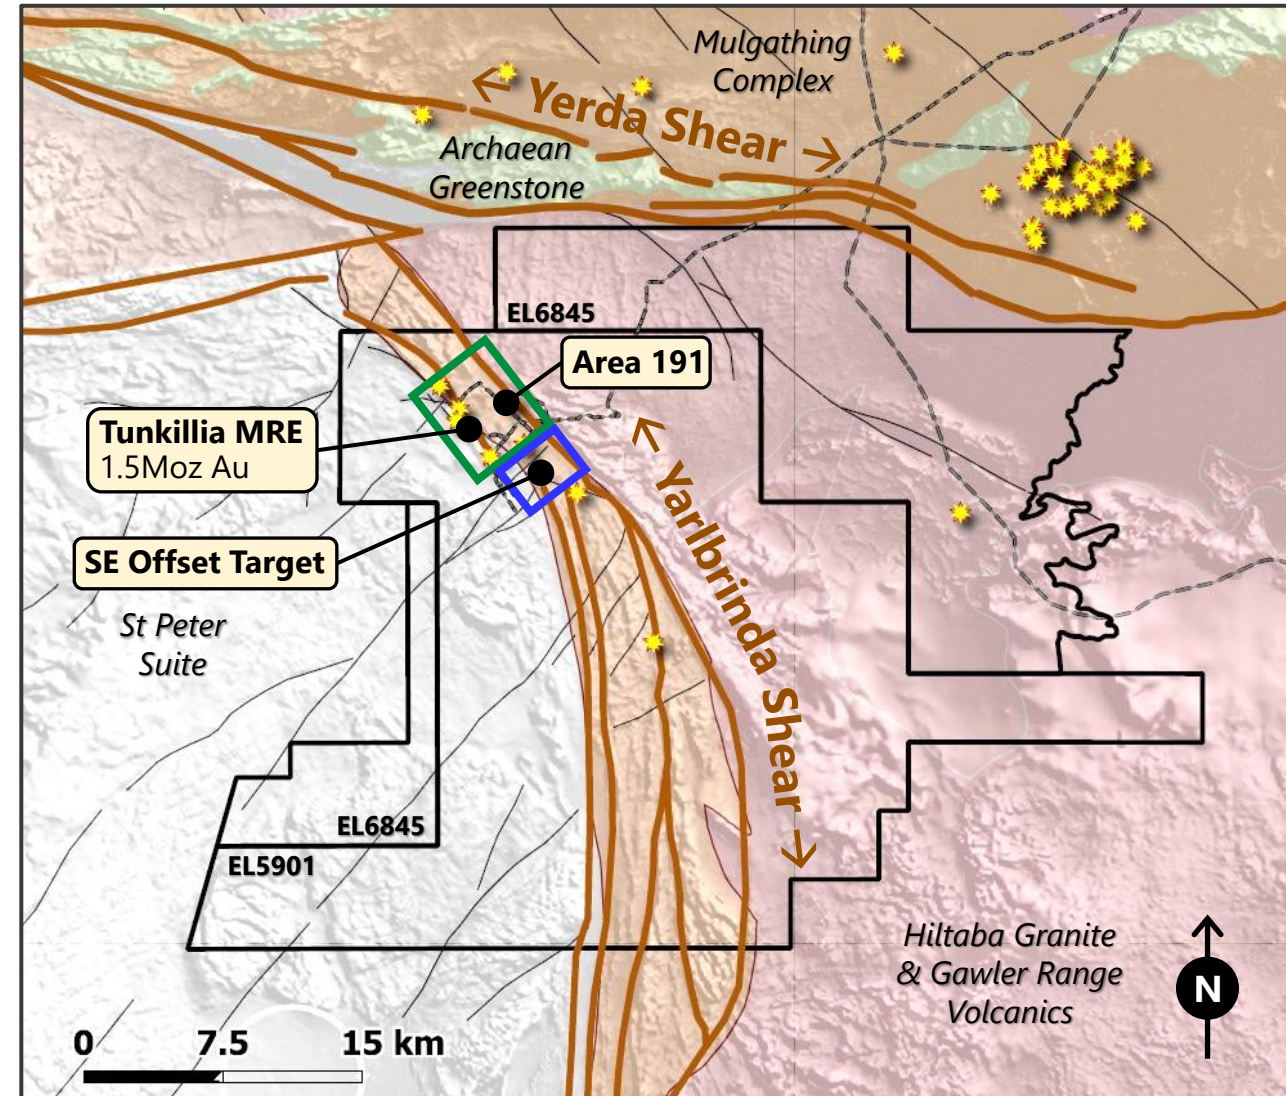 Mulgathing
Complex
Yerda Shear
Archaean
Greenstone
EL6845
Area 191
Tunkillia MRE
1.5Moz Au
SE Offset Target
Yarlbrinda Shear
St Peter
Suite
EL6845
EL5901
Hiltaba Granite
& Gawler Range
Volcanics
N
0 7.5 15 km